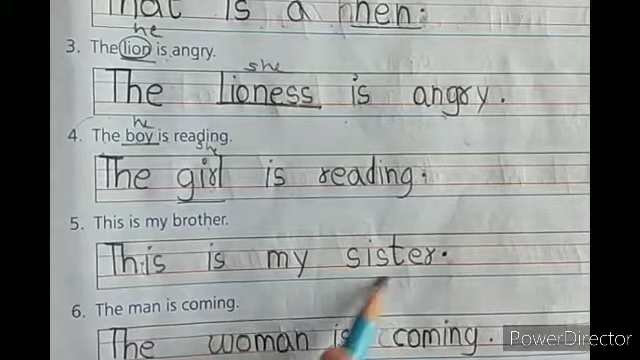 That is a hen.
he
3. The lion is angry.
she
The lioness is angry.
he
4. The boy is reading.
she
The girl is reading.
5. This is my brother.
This is my sister.
6. The man is coming.
The woman is coming.
PowerDirector